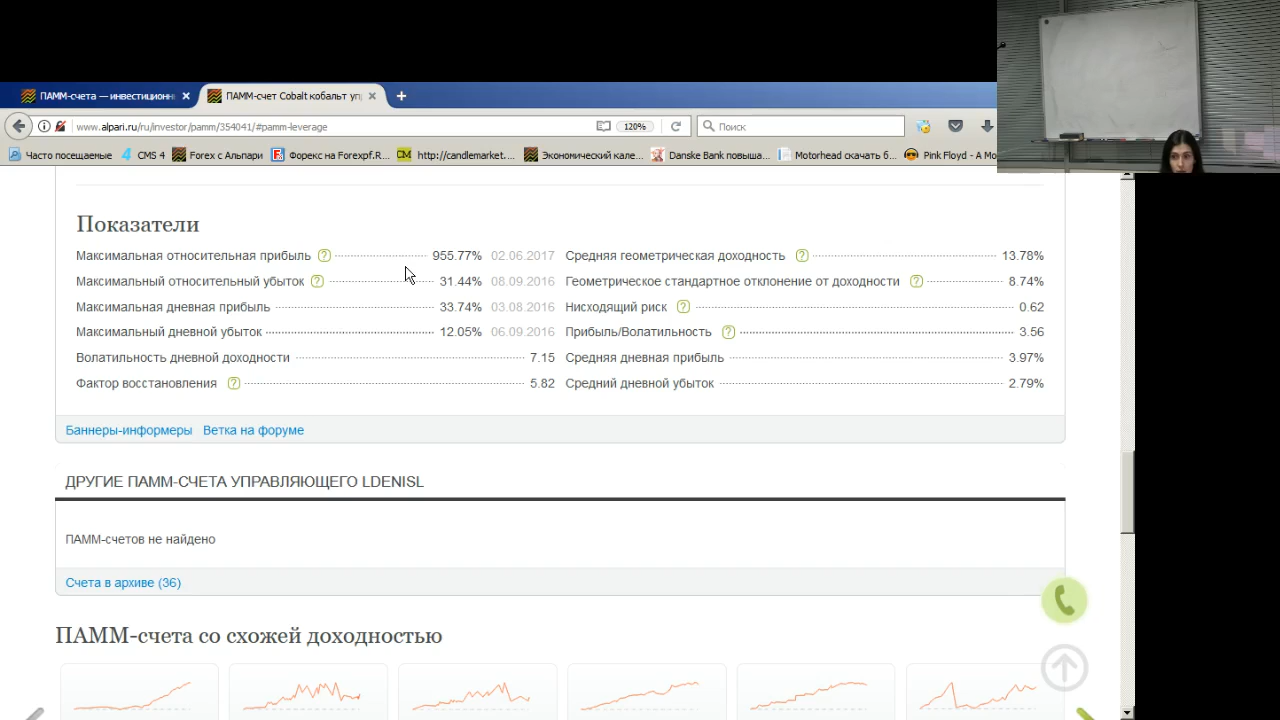 ПАММ-счета — инвестиционн
ПАММ-счет Cobalt кобальт уп
www.alpari.ru/ru/investor/pamm/354041/#pamm-leverage
120%
Поиск
Часто посещаемые
CMS 4
Forex с Альпари
Форекс на Forexpf.R...
http://candlemarket....
Экономический кале...
Danske Bank повыша...
Motorhead скачать б...
Pink Floyd - A Mo
Показатели
Максимальная относительная прибыль ? 955.77% 02.06.2017 Средняя геометрическая доходность ? 13.78%
Максимальный относительный убыток ? 31.44% 08.09.2016 Геометрическое стандартное отклонение от доходности ? 8.74%
Максимальная дневная прибыль 33.74% 03.08.2016 Нисходящий риск ? 0.62
Максимальный дневной убыток 12.05% 06.09.2016 Прибыль/Волатильность ? 3.56
Волатильность дневной доходности 7.15 Средняя дневная прибыль 3.97%
Фактор восстановления ? 5.82 Средний дневной убыток 2.79%
Баннеры-информеры Ветка на форуме
ДРУГИЕ ПАММ-СЧЕТА УПРАВЛЯЮЩЕГО LDENISL
ПАММ-счетов не найдено
Счета в архиве (36)
ПАММ-счета со схожей доходностью